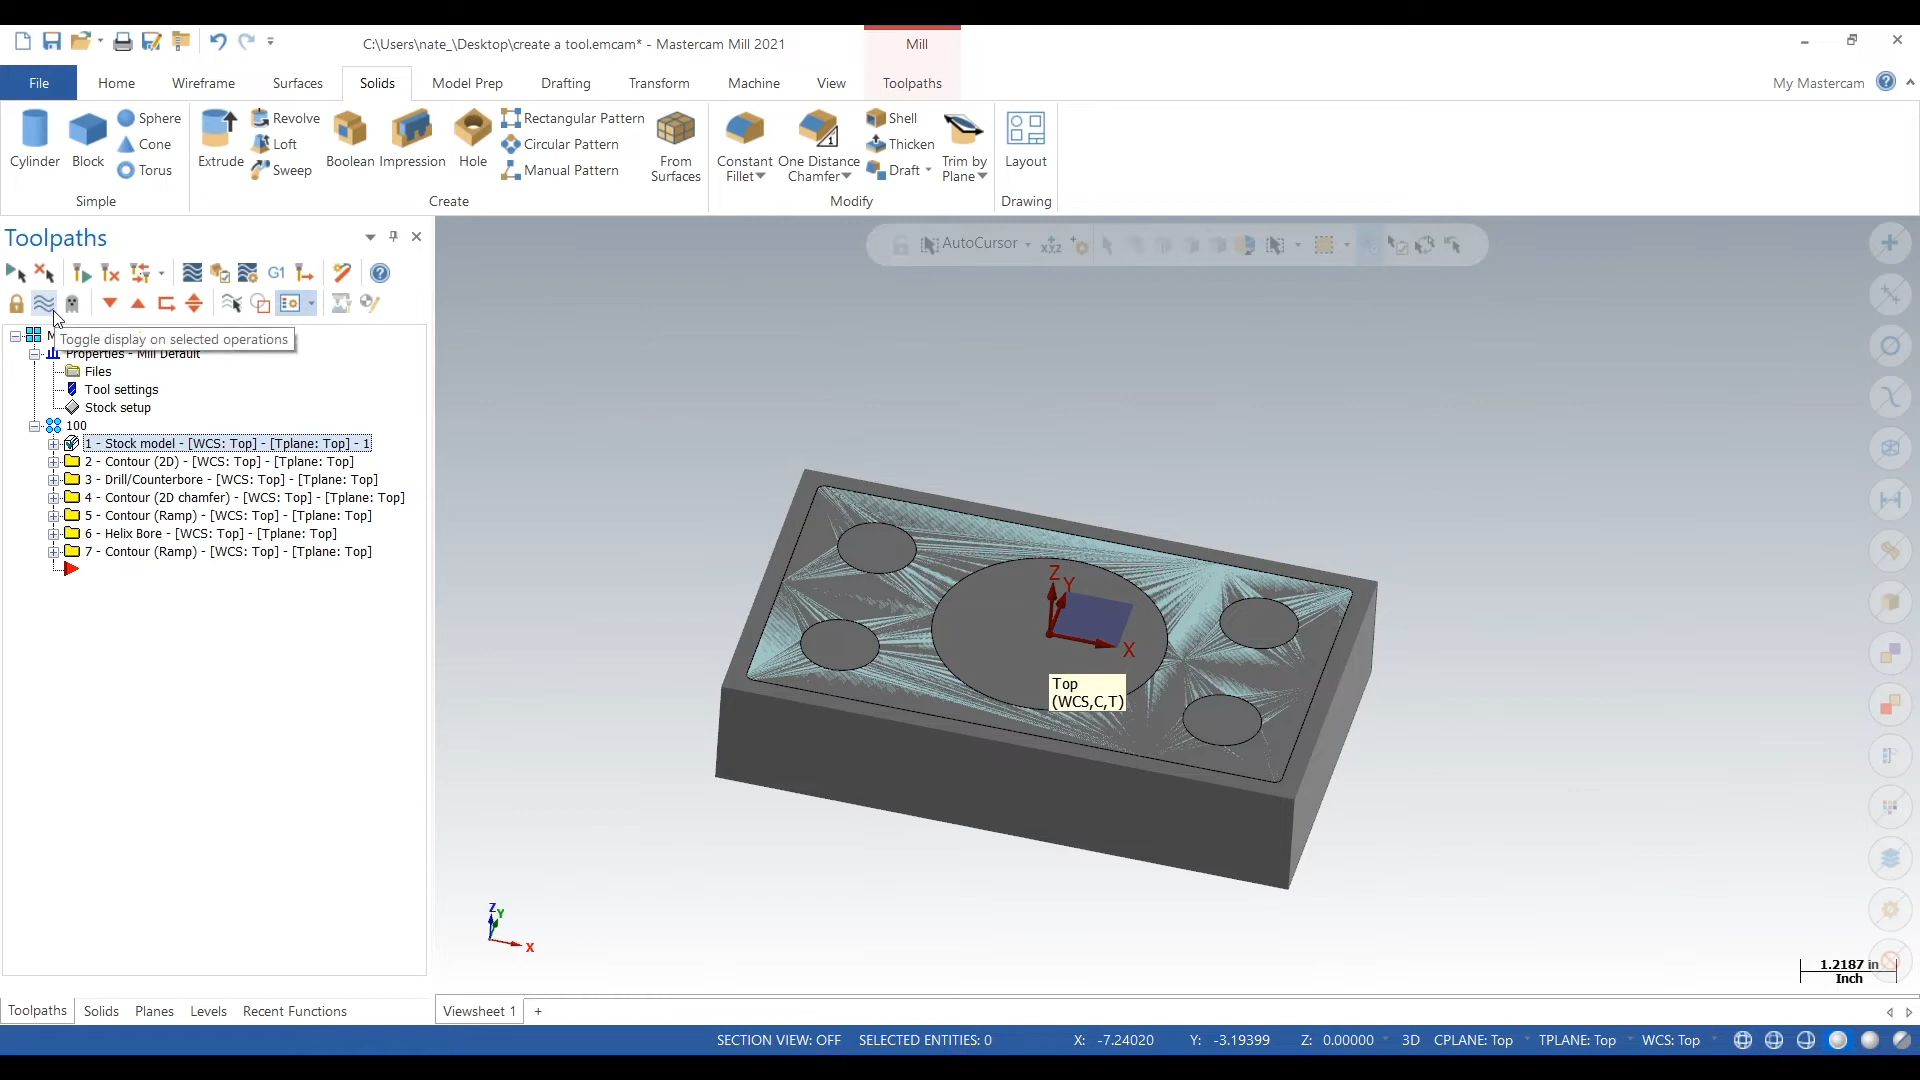 C:\Users\nate_\Desktop\create a tool.emcam* - Mastercam Mill 2021
Mill
File Home Wireframe Surfaces Solids Model Prep Drafting Transform Machine View Toolpaths My Mastercam
Cylinder
Block
Sphere
Cone
Torus
Simple
Extrude
Revolve
Loft
Sweep
Boolean
Impression
Hole
Rectangular Pattern
Circular Pattern
Manual Pattern
From
Surfaces
Create
Constant
Fillet
One Distance
Chamfer
Shell
Thicken
Draft
Trim by
Plane
Modify
Layout
Drawing
Toolpaths
G1
AutoCursor
Toggle display on selected operations
Properties - Mill Default
Files
Tool settings
Stock setup
100
1 - Stock model - [WCS: Top] - [Tplane: Top] - 1
2 - Contour (2D) - [WCS: Top] - [Tplane: Top]
3 - Drill/Counterbore - [WCS: Top] - [Tplane: Top]
4 - Contour (2D chamfer) - [WCS: Top] - [Tplane: Top]
5 - Contour (Ramp) - [WCS: Top] - [Tplane: Top]
6 - Helix Bore - [WCS: Top] - [Tplane: Top]
7 - Contour (Ramp) - [WCS: Top] - [Tplane: Top]
Z
Y
X
Top
(WCS,C,T)
Z
Y
X
1.2187 in
Inch
Toolpaths Solids Planes Levels Recent Functions
Viewsheet 1 +
SECTION VIEW: OFF SELECTED ENTITIES: 0 X: -7.24020 Y: -3.19399 Z: 0.00000 3D CPLANE: Top TPLANE: Top WCS: Top